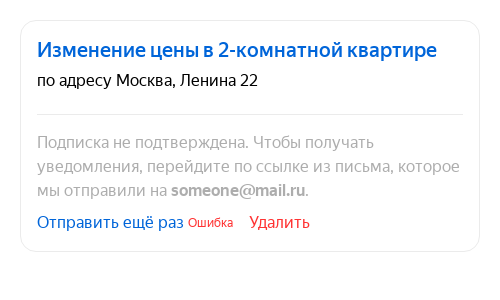 Изменение цены в 2-комнатной квартире
по адресу Москва, Ленина 22
Подписка не подтверждена. Чтобы получать
уведомления, перейдите по ссылке из письма, которое
мы отправили на someone@mail.ru.
Отправить ещё раз Ошибка Удалить